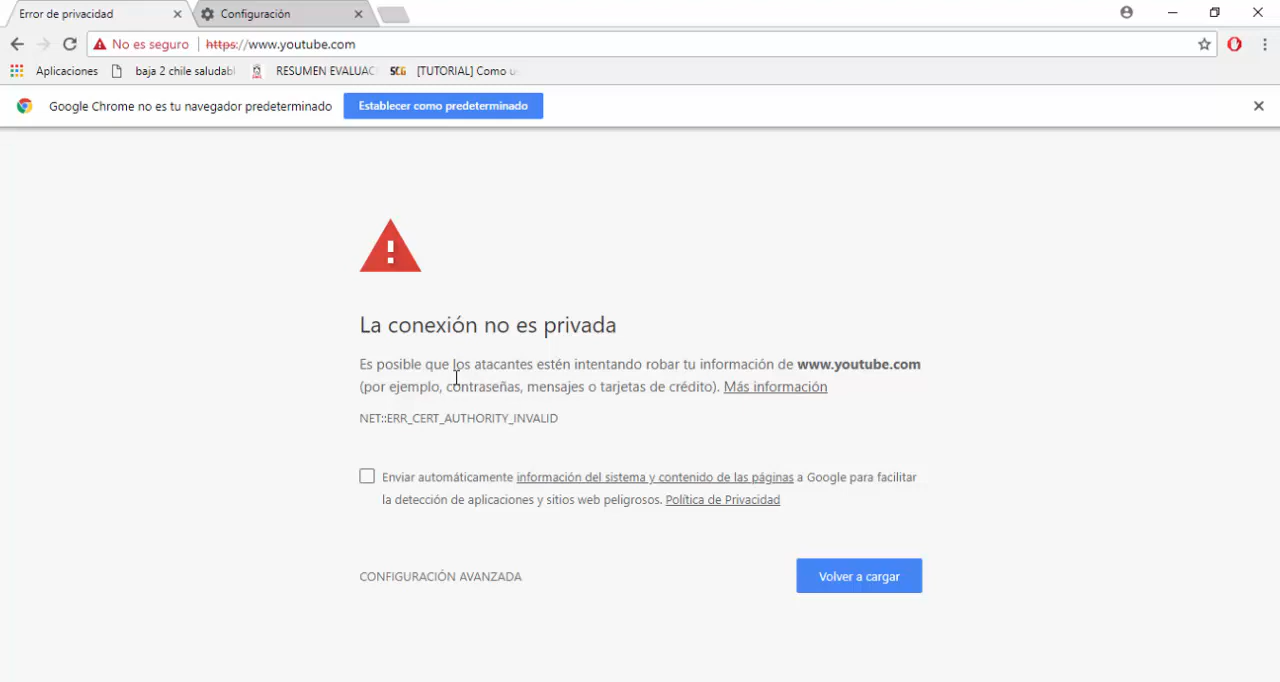 Error de privacidad
Configuración
No es seguro
https://www.youtube.com
Aplicaciones
baja 2 chile saludabl
RESUMEN EVALUAC
SCG
[TUTORIAL] Como u
Google Chrome no es tu navegador predeterminado
Establecer como predeterminado
La conexión no es privada
Es posible que los atacantes estén intentando robar tu información de www.youtube.com
(por ejemplo, contraseñas, mensajes o tarjetas de crédito). Más información
NET::ERR_CERT_AUTHORITY_INVALID
Enviar automáticamente información del sistema y contenido de las páginas a Google para facilitar
la detección de aplicaciones y sitios web peligrosos. Política de Privacidad
CONFIGURACIÓN AVANZADA
Volver a cargar